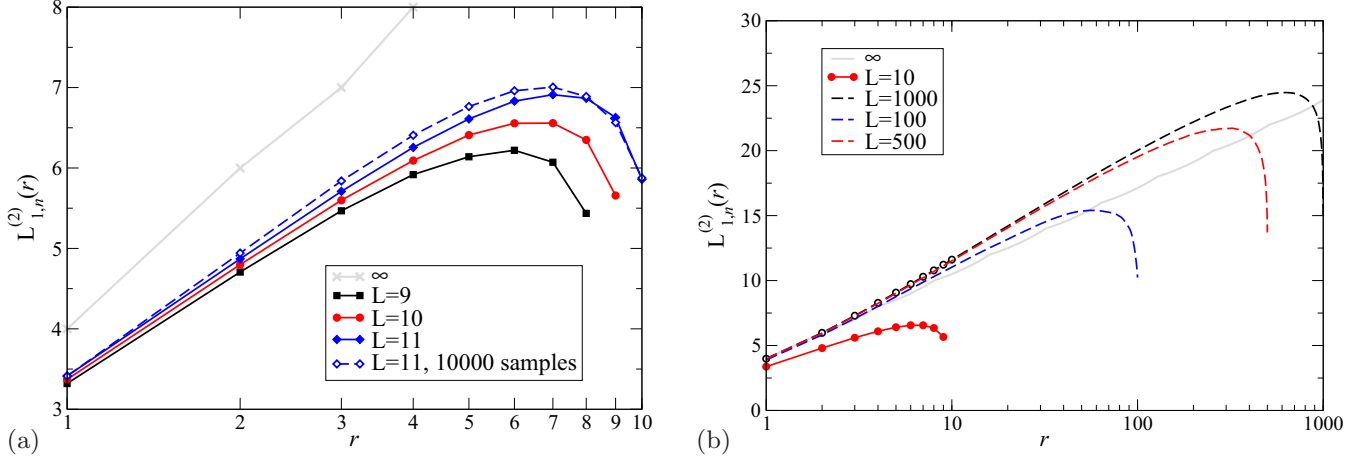 8
7
6
5
4
3
L^{(2)}_{1,n}(r)
∞
L=9
L=10
L=11
L=11, 10000 samples
1 2 3 4 5 6 7 8 9 10
r
(a)
30
25
20
15
10
5
0
L^{(2)}_{1,n}(r)
∞
L=10
L=1000
L=100
L=500
1 10 100 1000
r
(b)